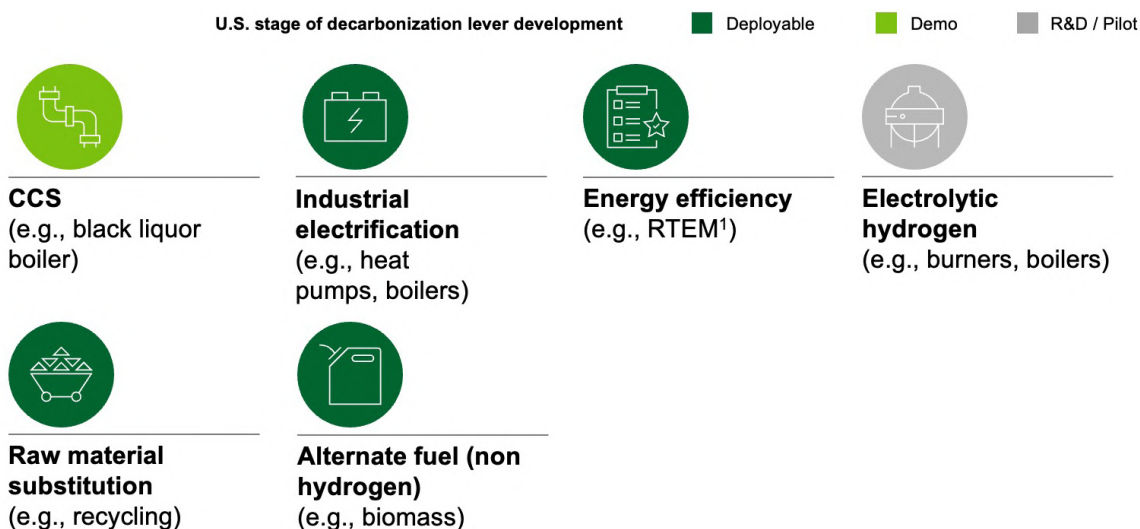 U.S. stage of decarbonization lever development
Deployable
Demo
R&D / Pilot
CCS
(e.g., black liquor
boiler)
Industrial
electrification
(e.g., heat
pumps, boilers)
Energy efficiency
(e.g., RTEM¹)
Electrolytic
hydrogen
(e.g., burners, boilers)
Raw material
substitution
(e.g., recycling)
Alternate fuel (non
hydrogen)
(e.g., biomass)